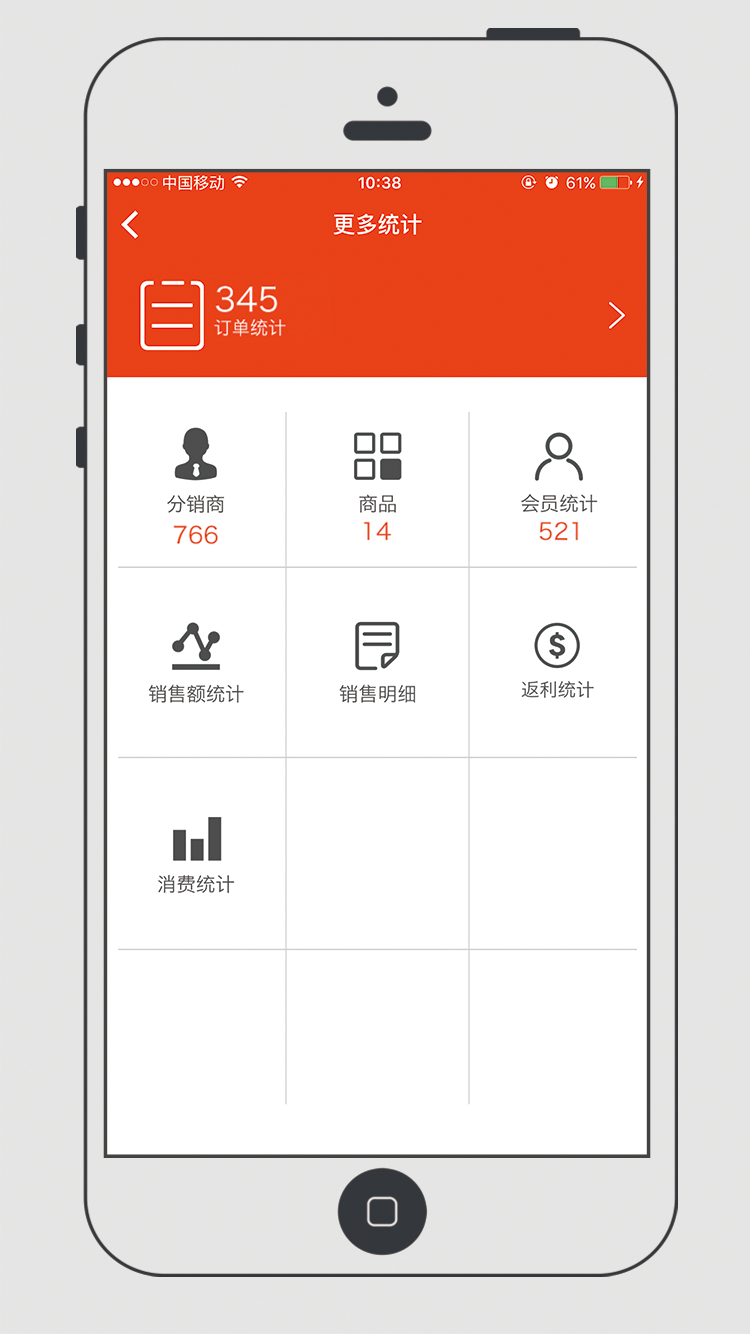 中国移动 10:38 61%
更多统计
345
订单统计
分销商 商品 会员统计
766 14 521
销售额统计 销售明细 返利统计
消费统计